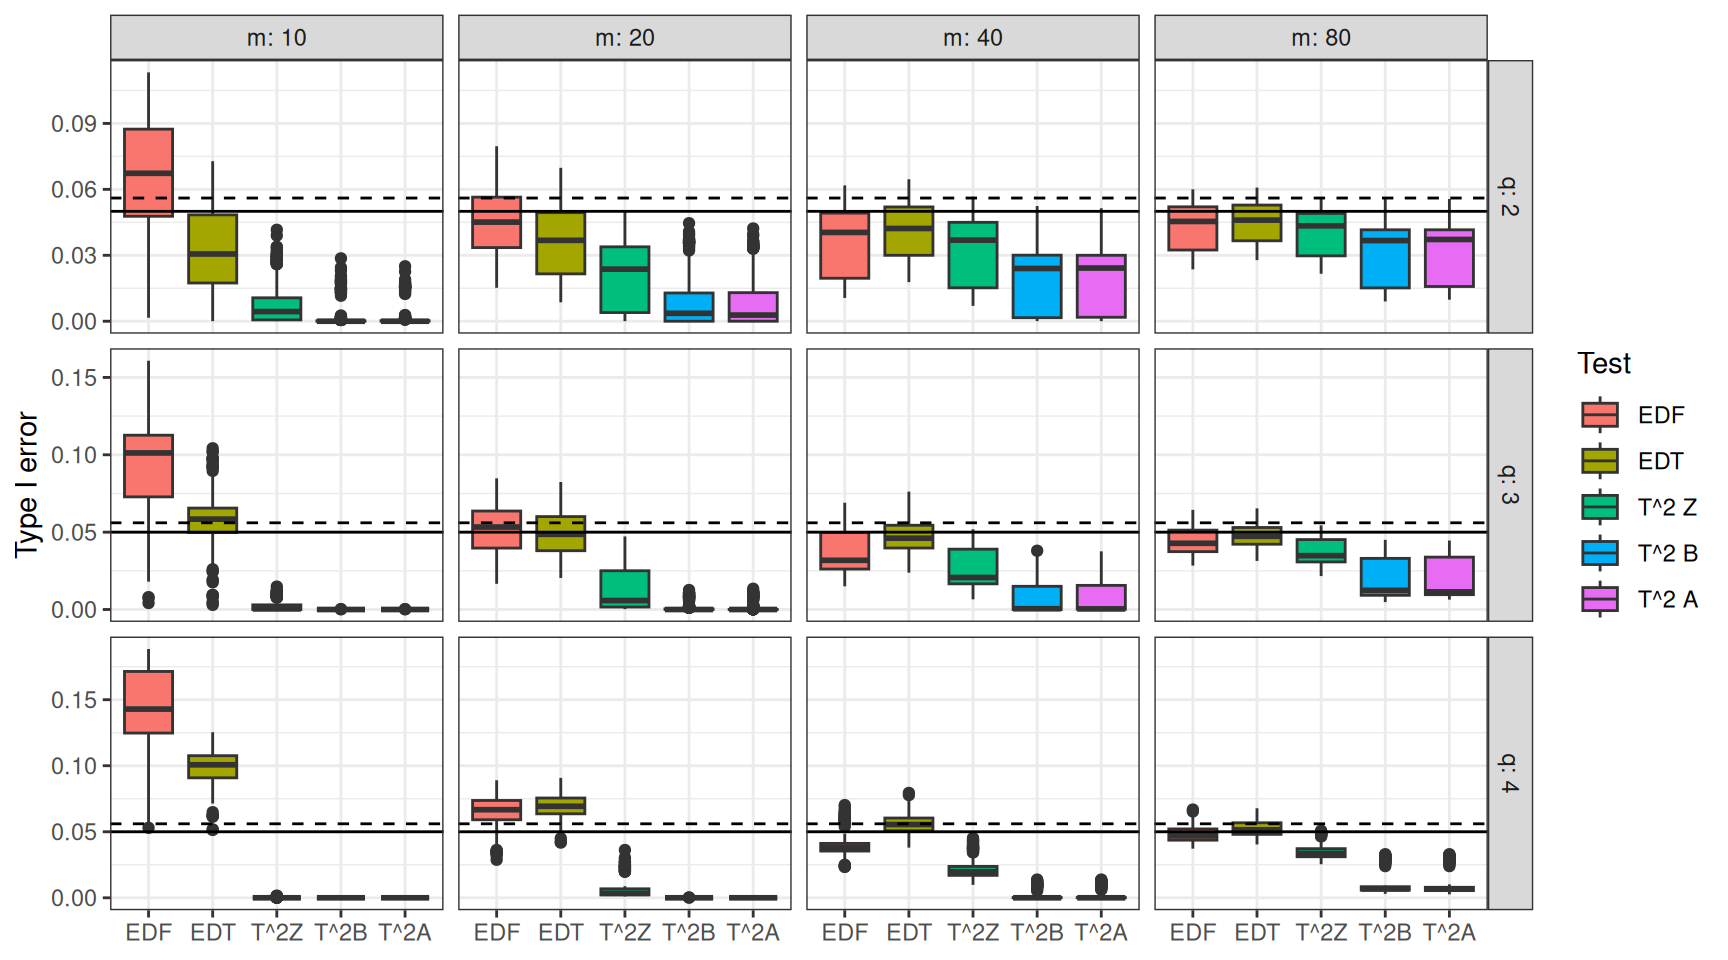 m: 10 m: 20 m: 40 m: 80
0.09
0.06
0.03
0.00
q: 2
0.15
0.10
0.05
0.00
q: 3
0.15
0.10
0.05
0.00
q: 4
Type I error
EDF EDT T^2Z T^2B T^2A EDF EDT T^2Z T^2B T^2A EDF EDT T^2Z T^2B T^2A EDF EDT T^2Z T^2B T^2A
Test
EDF
EDT
T^2 Z
T^2 B
T^2 A